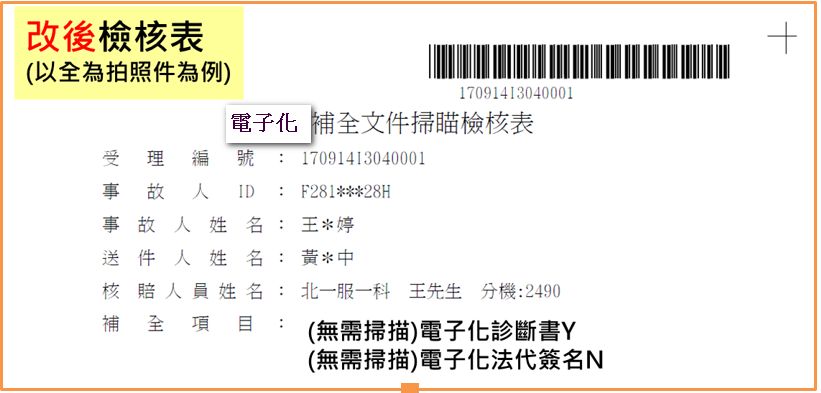 改後檢核表
(以全為拍照件為例)
17091413040001
電子化 補全文件掃瞄檢核表
受理編號：17091413040001
事故人ID：F281***28H
事故人姓名：王*婷
送件人姓名：黃*中
核賠人員姓名：北一服一科 王先生 分機:2490
補全項目：(無需掃描)電子化診斷書Y
(無需掃描)電子化法代簽名N